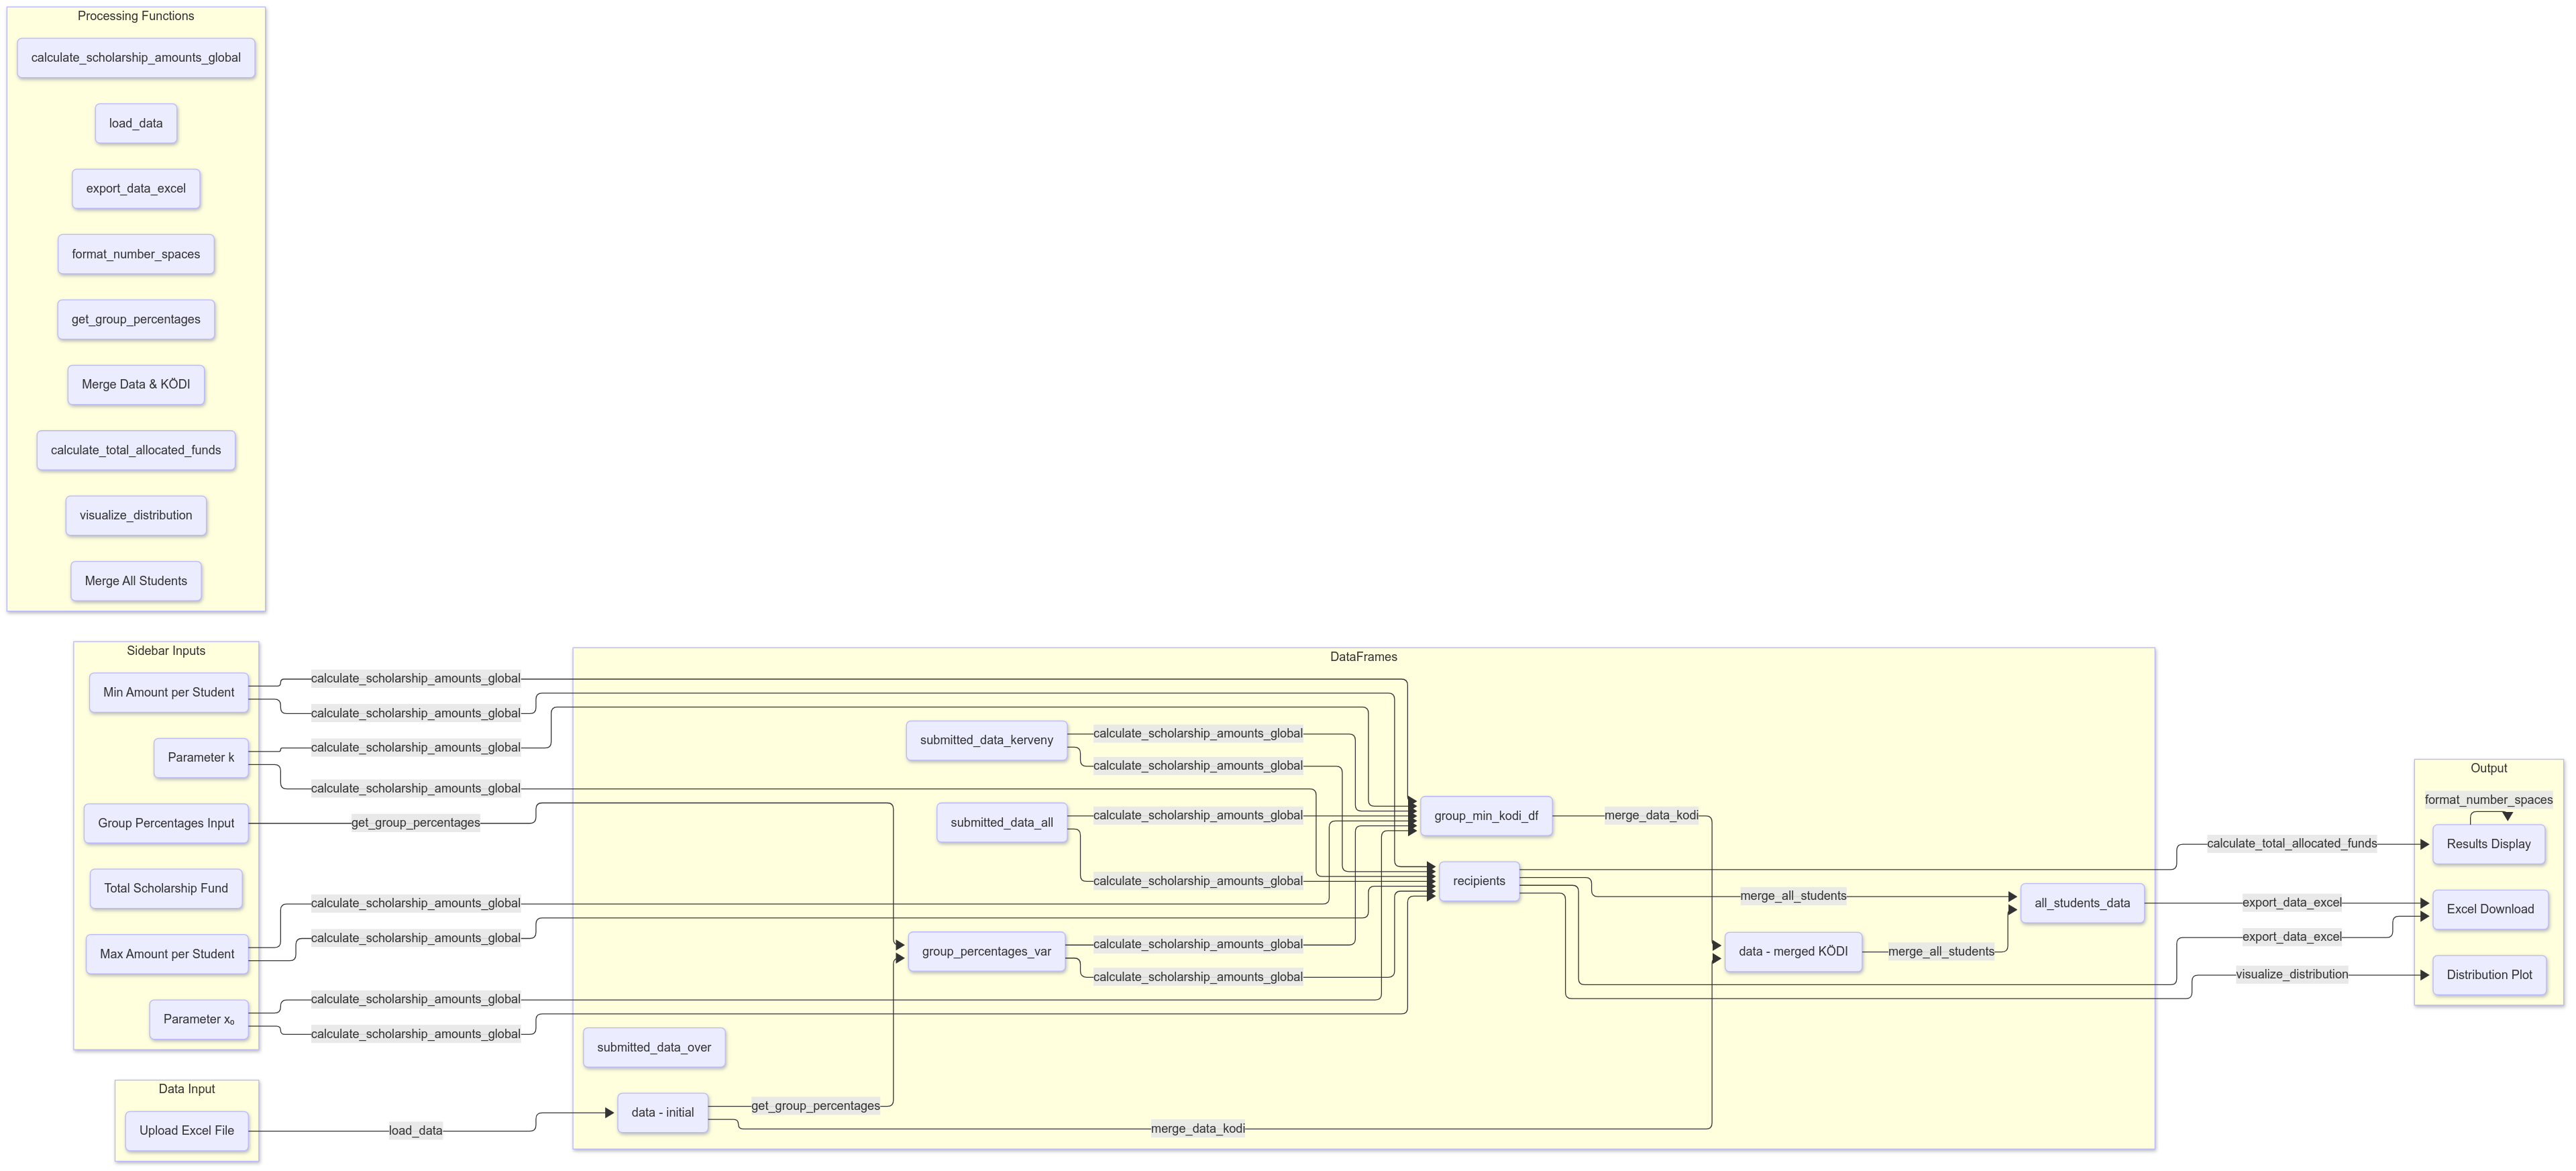 Processing Functions
calculate_scholarship_amounts_global
load_data
export_data_excel
format_number_spaces
get_group_percentages
Merge Data & KÖDI
calculate_total_allocated_funds
visualize_distribution
Merge All Students
Sidebar Inputs
Min Amount per Student
Parameter k
Group Percentages Input
Total Scholarship Fund
Max Amount per Student
Parameter x₀
calculate_scholarship_amounts_global
calculate_scholarship_amounts_global
calculate_scholarship_amounts_global
calculate_scholarship_amounts_global
get_group_percentages
calculate_scholarship_amounts_global
calculate_scholarship_amounts_global
calculate_scholarship_amounts_global
calculate_scholarship_amounts_global
Data Input
Upload Excel File
load_data
DataFrames
submitted_data_kerveny
calculate_scholarship_amounts_global
calculate_scholarship_amounts_global
submitted_data_all
calculate_scholarship_amounts_global
calculate_scholarship_amounts_global
group_percentages_var
calculate_scholarship_amounts_global
calculate_scholarship_amounts_global
submitted_data_over
data - initial
get_group_percentages
merge_data_kodi
group_min_kodi_df
merge_data_kodi
recipients
merge_all_students
data - merged KÖDI
merge_all_students
all_students_data
calculate_total_allocated_funds
export_data_excel
export_data_excel
visualize_distribution
Output
format_number_spaces
Results Display
Excel Download
Distribution Plot